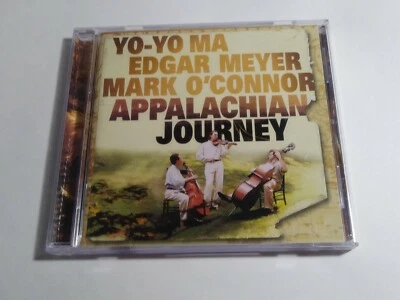 YO-YO MA
EDGAR MEYER
MARK O'CONNOR
APPALACHIAN
JOURNEY